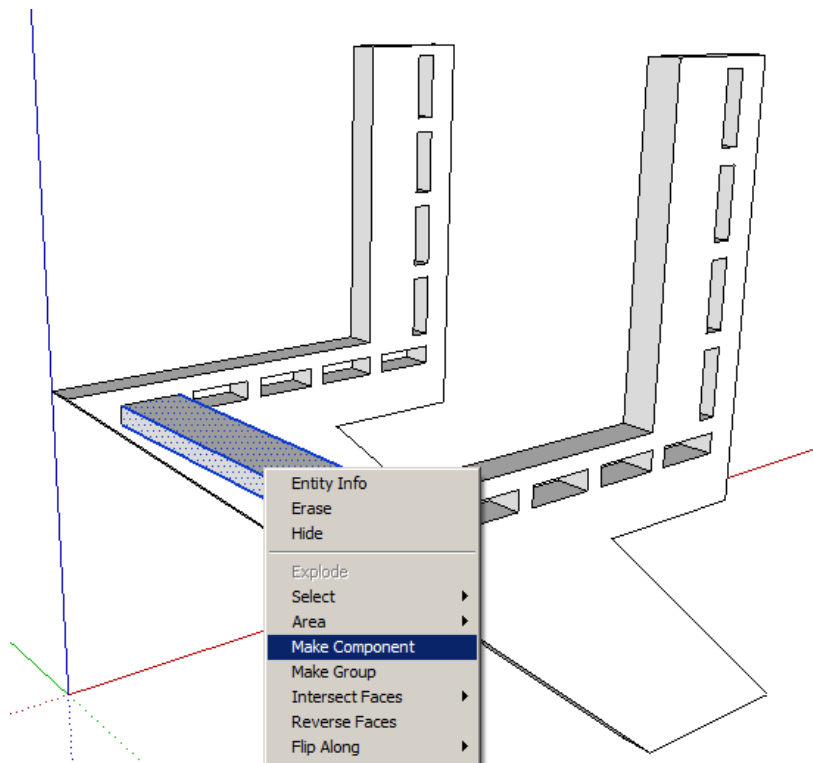 Entity Info
Erase
Hide
Explode
Select
Area
Make Component
Make Group
Intersect Faces
Reverse Faces
Flip Along